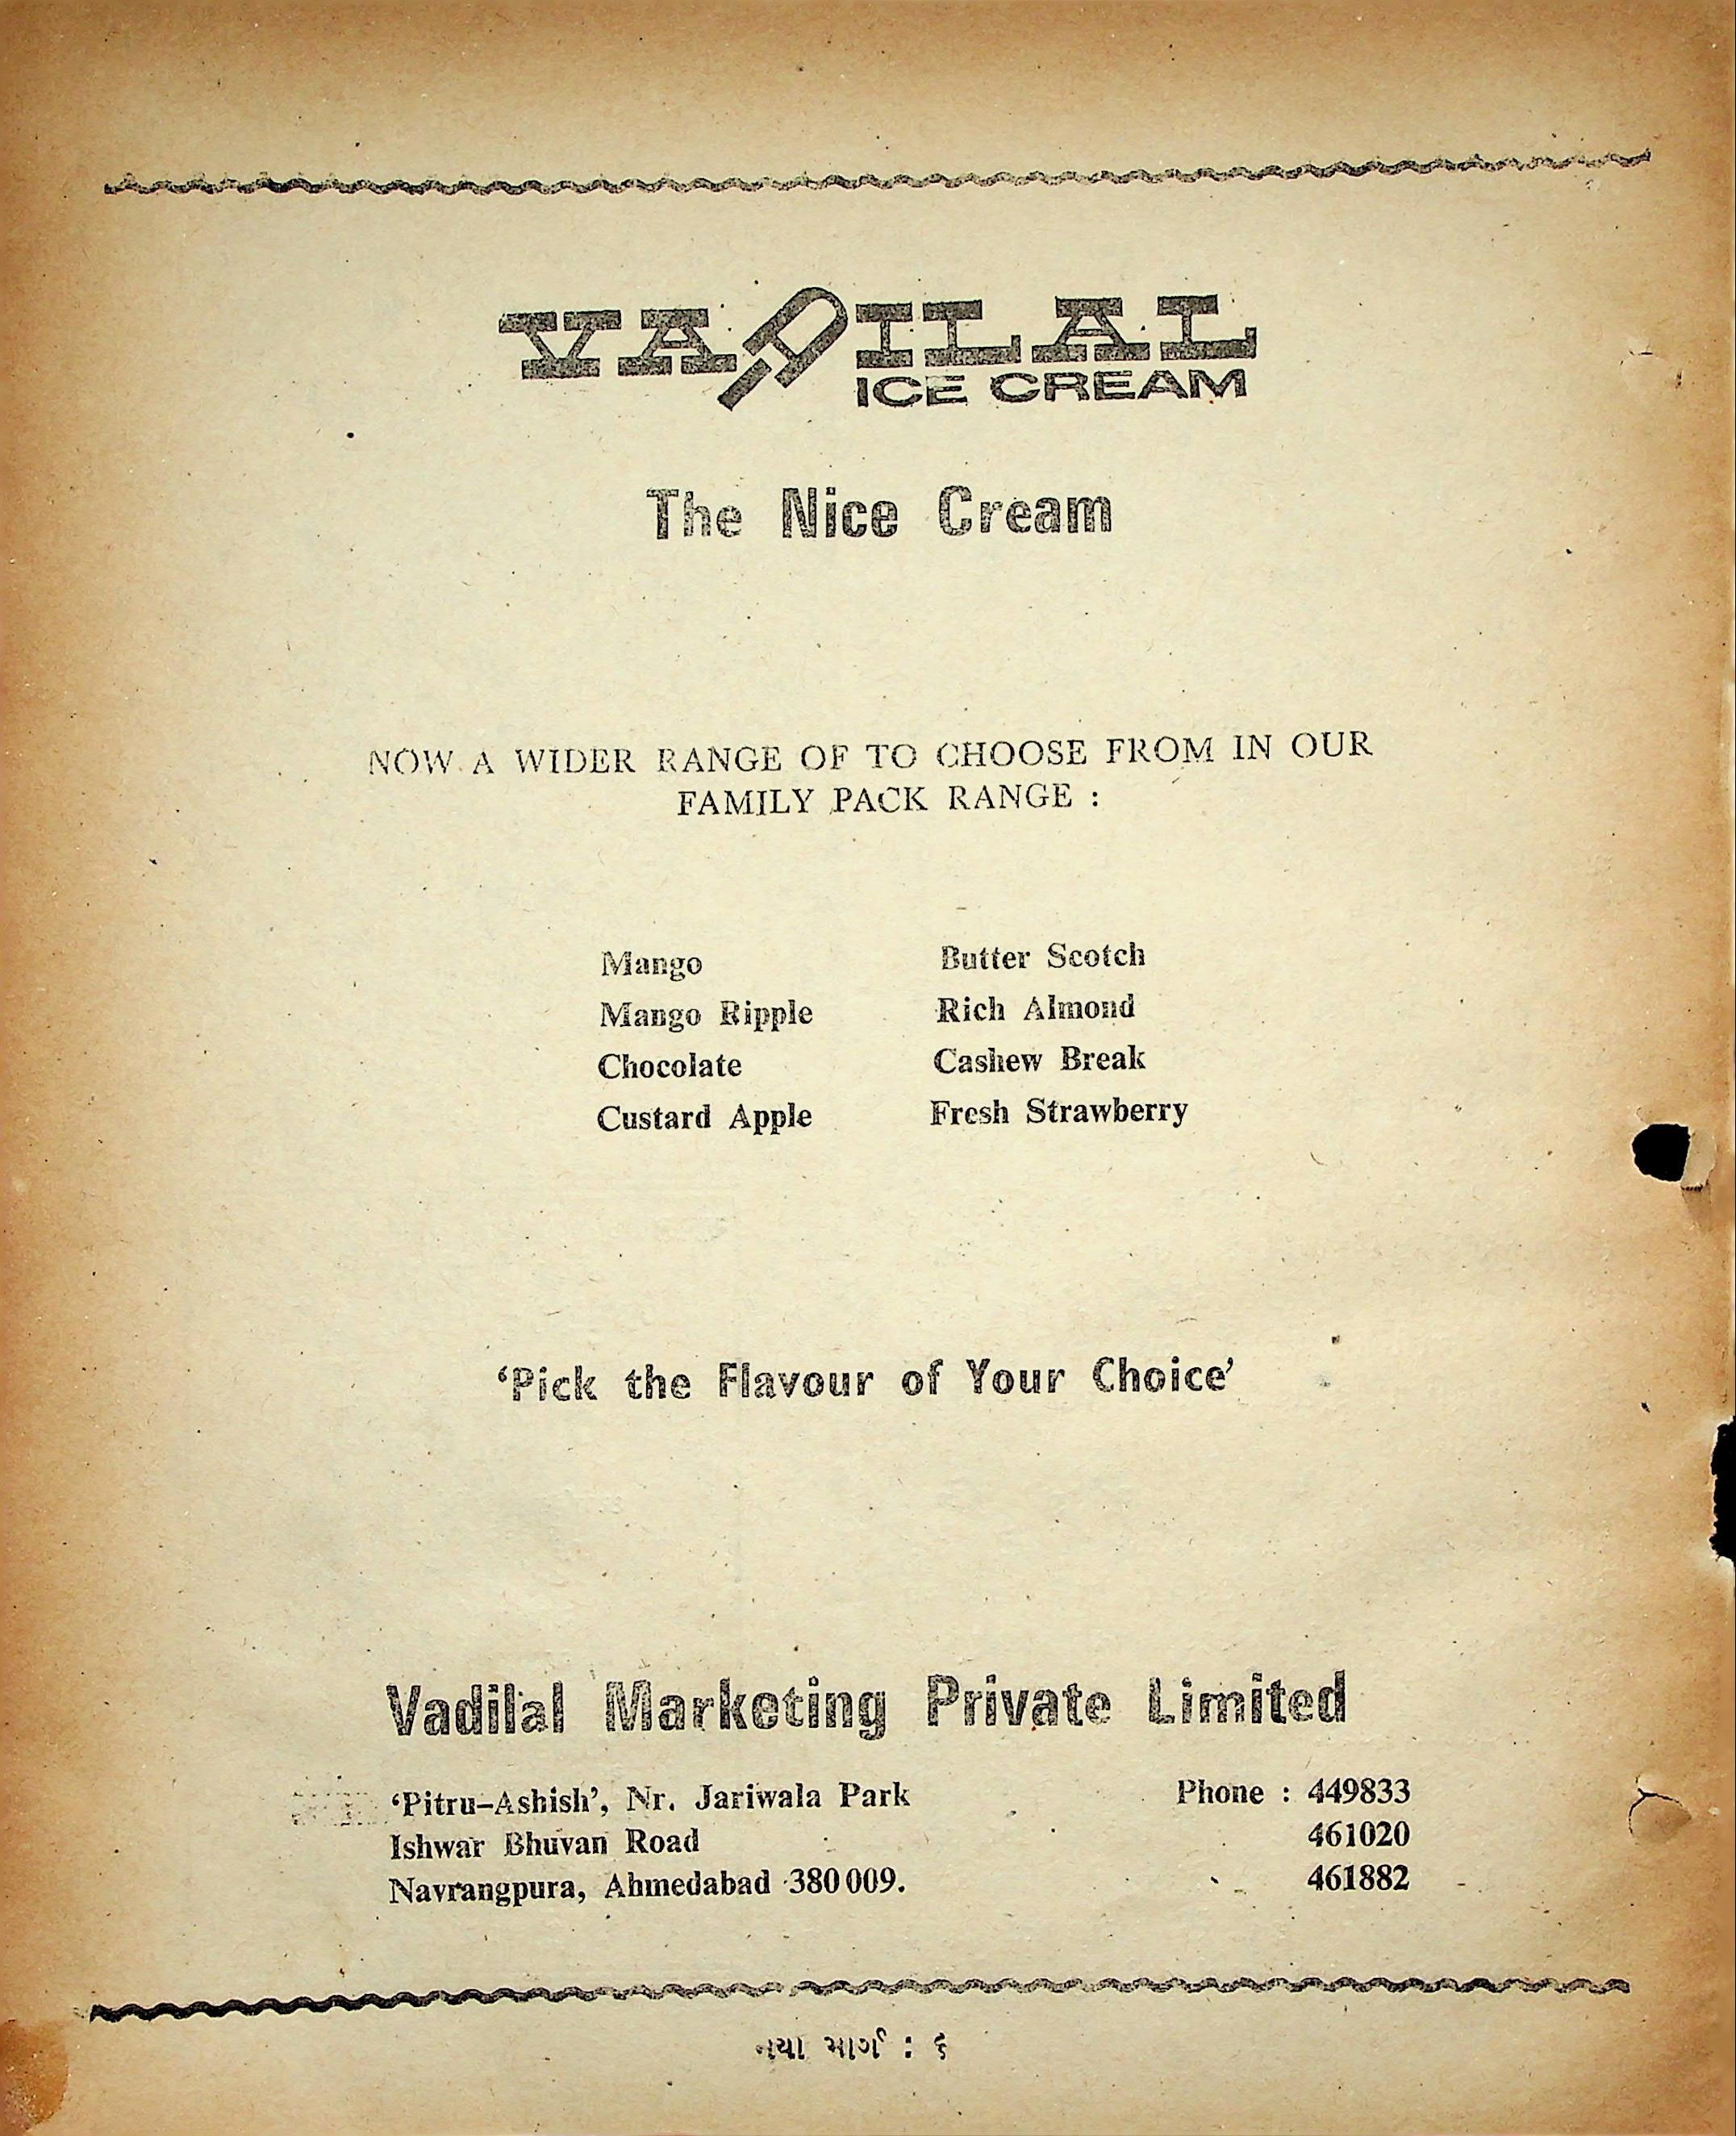 VADILAL
ICE CREAM
The Nice Cream
NOW A WIDER RANGE OF TO CHOOSE FROM IN OUR
FAMILY PACK RANGE :
Mango Butter Scotch
Mango Ripple Rich Almond
Chocolate Cashew Break
Custard Apple Fresh Strawberry
‘Pick the Flavour of Your Choice’
Vadilal Marketing Private Limited
‘Pitru–Ashish’, Nr. Jariwala Park Phone : 449833
Ishwar Bhuvan Road 461020
Navrangpura, Ahmedabad 380009. 461882
નયા માર્ગ : ૬